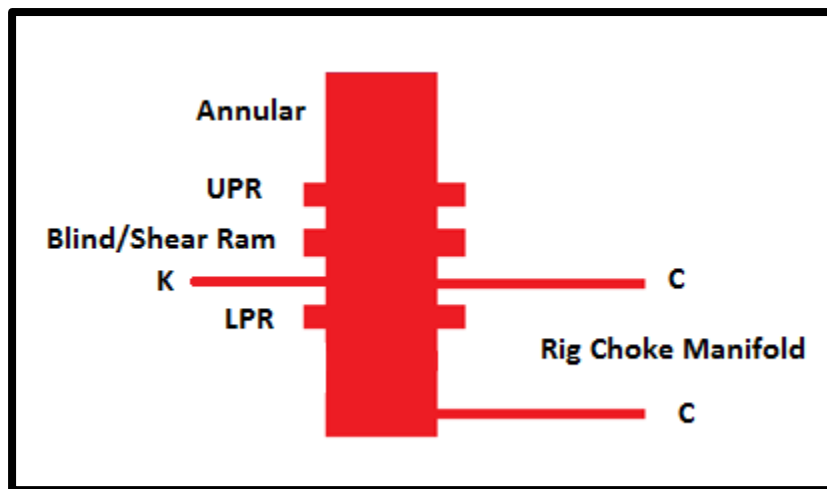 Annular
UPR
Blind/Shear Ram
K
C
LPR
Rig Choke Manifold
C